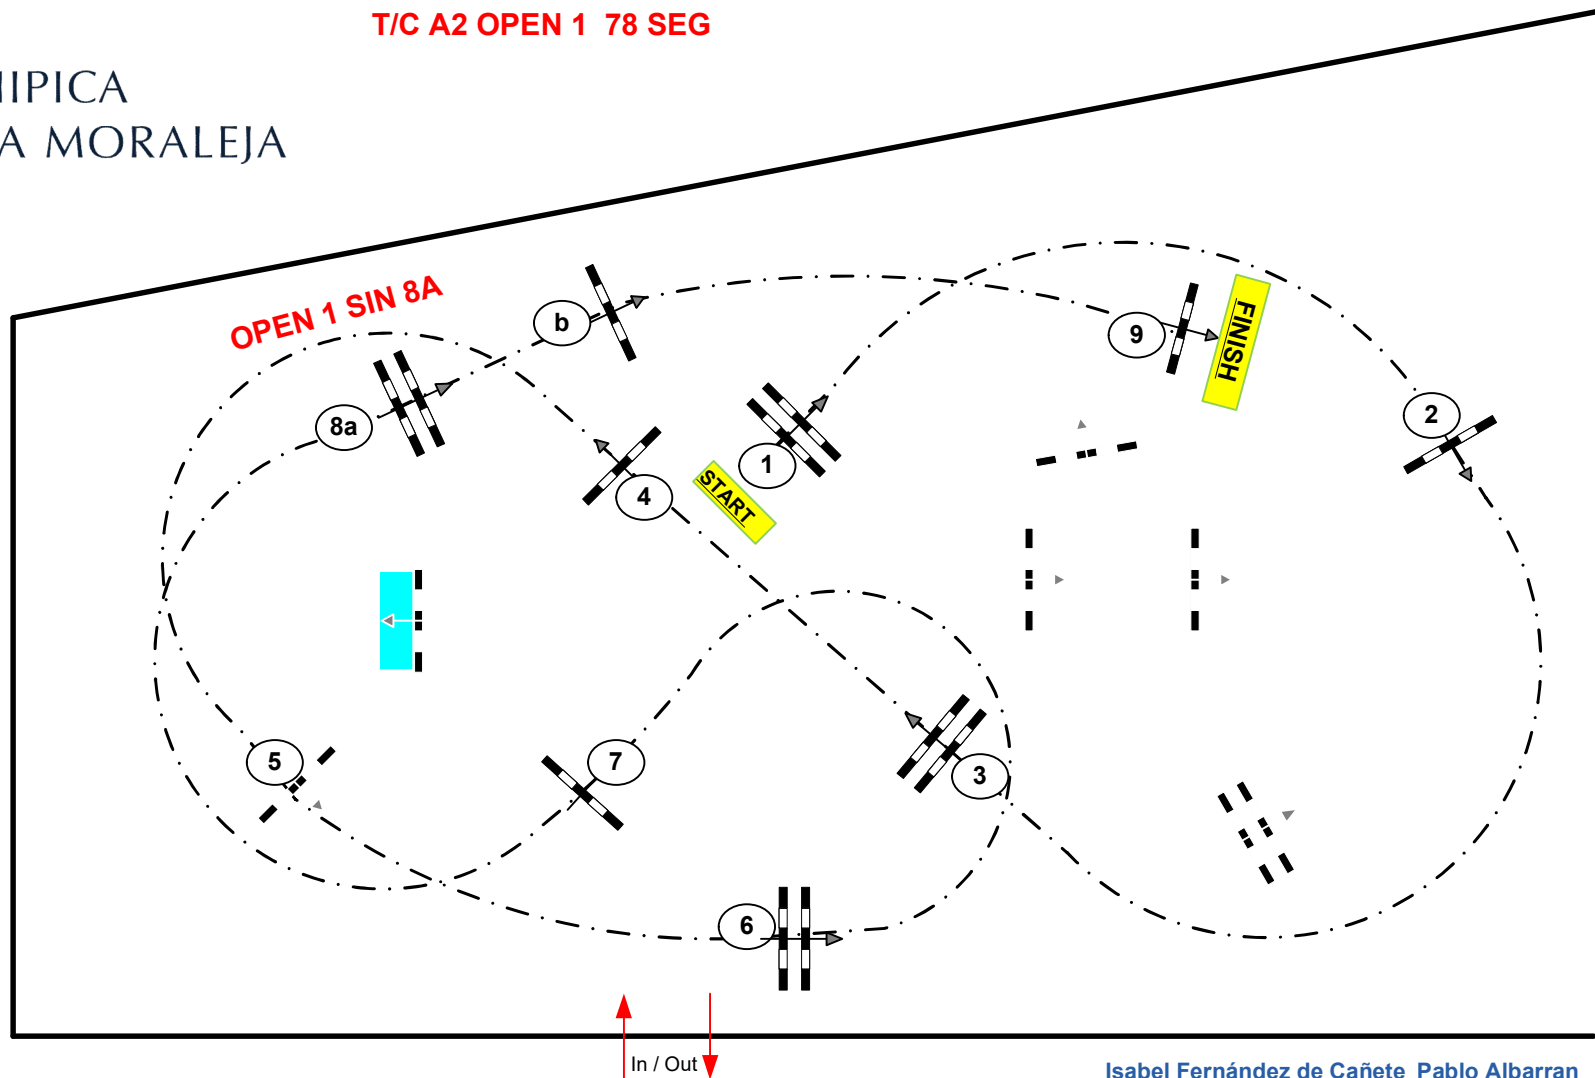 T/C A2 OPEN 1 78 SEG
A MORALEJA
OPEN 1 SIN 8A
b
9
FINISH
2
8a
1
4
START
5
7
3
6
In / Out
Isabel Fernández de Cañete Pablo Albarran